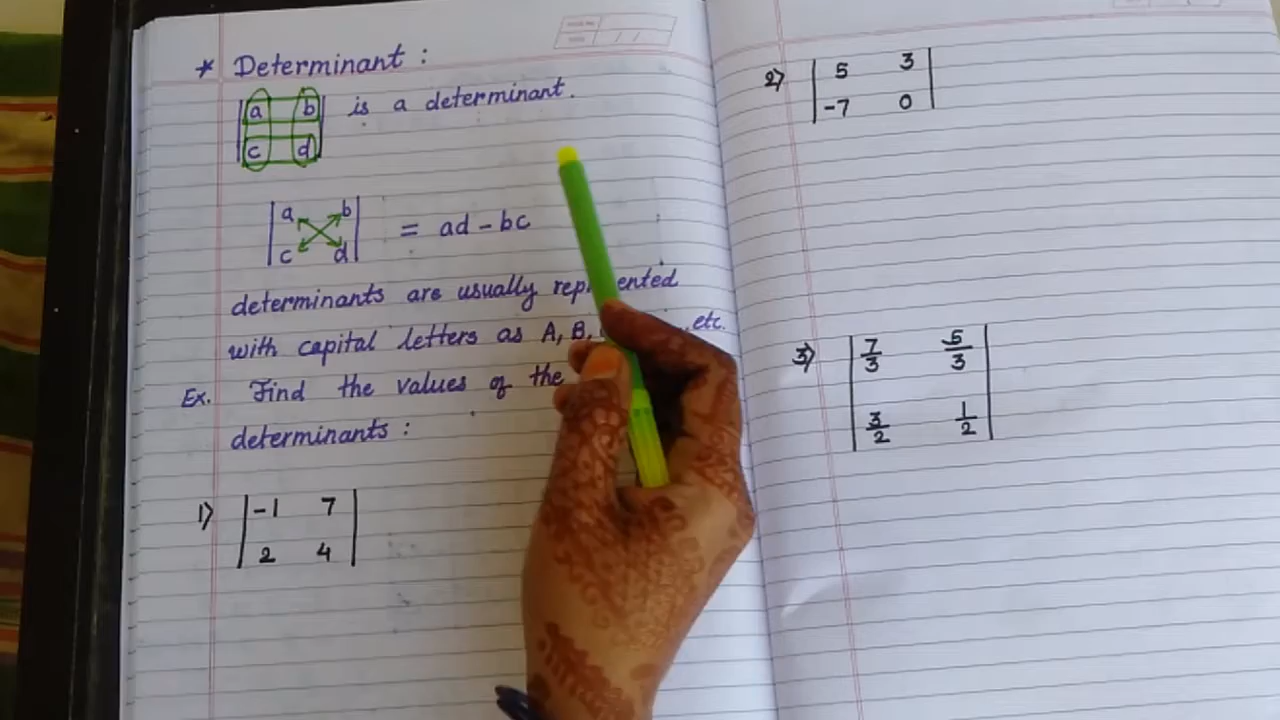 * Determinant :
|a b|
|c d| is a determinant.
|a b|
|c d| = ad - bc
determinants are usually
with capital letters as A, B, etc.
Ex. Find the values of the
determinants :
1) |-1 7|
|2 4|
2) |5 3|
|-7 0|
3) |7/3 5/3|
|3/2 1/2|